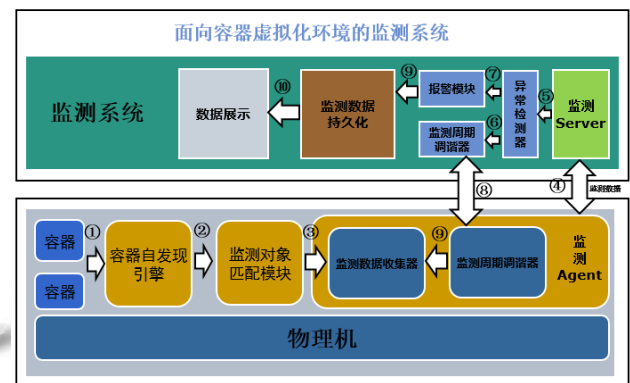 面向容器虚拟化环境的监测系统
监测系统
数据展示
⑩
监测数据
持久化
⑨
报警模块
⑦
监测周期
调谐器
⑥
异
常
检
测
器
⑤
监测
Server
⑧
④
监测数据
容器
容器
①
容器自发现
引擎
②
监测对象
匹配模块
③
监测数据收集器
⑨
监测周期调谐器
监
测
Agent
物理机